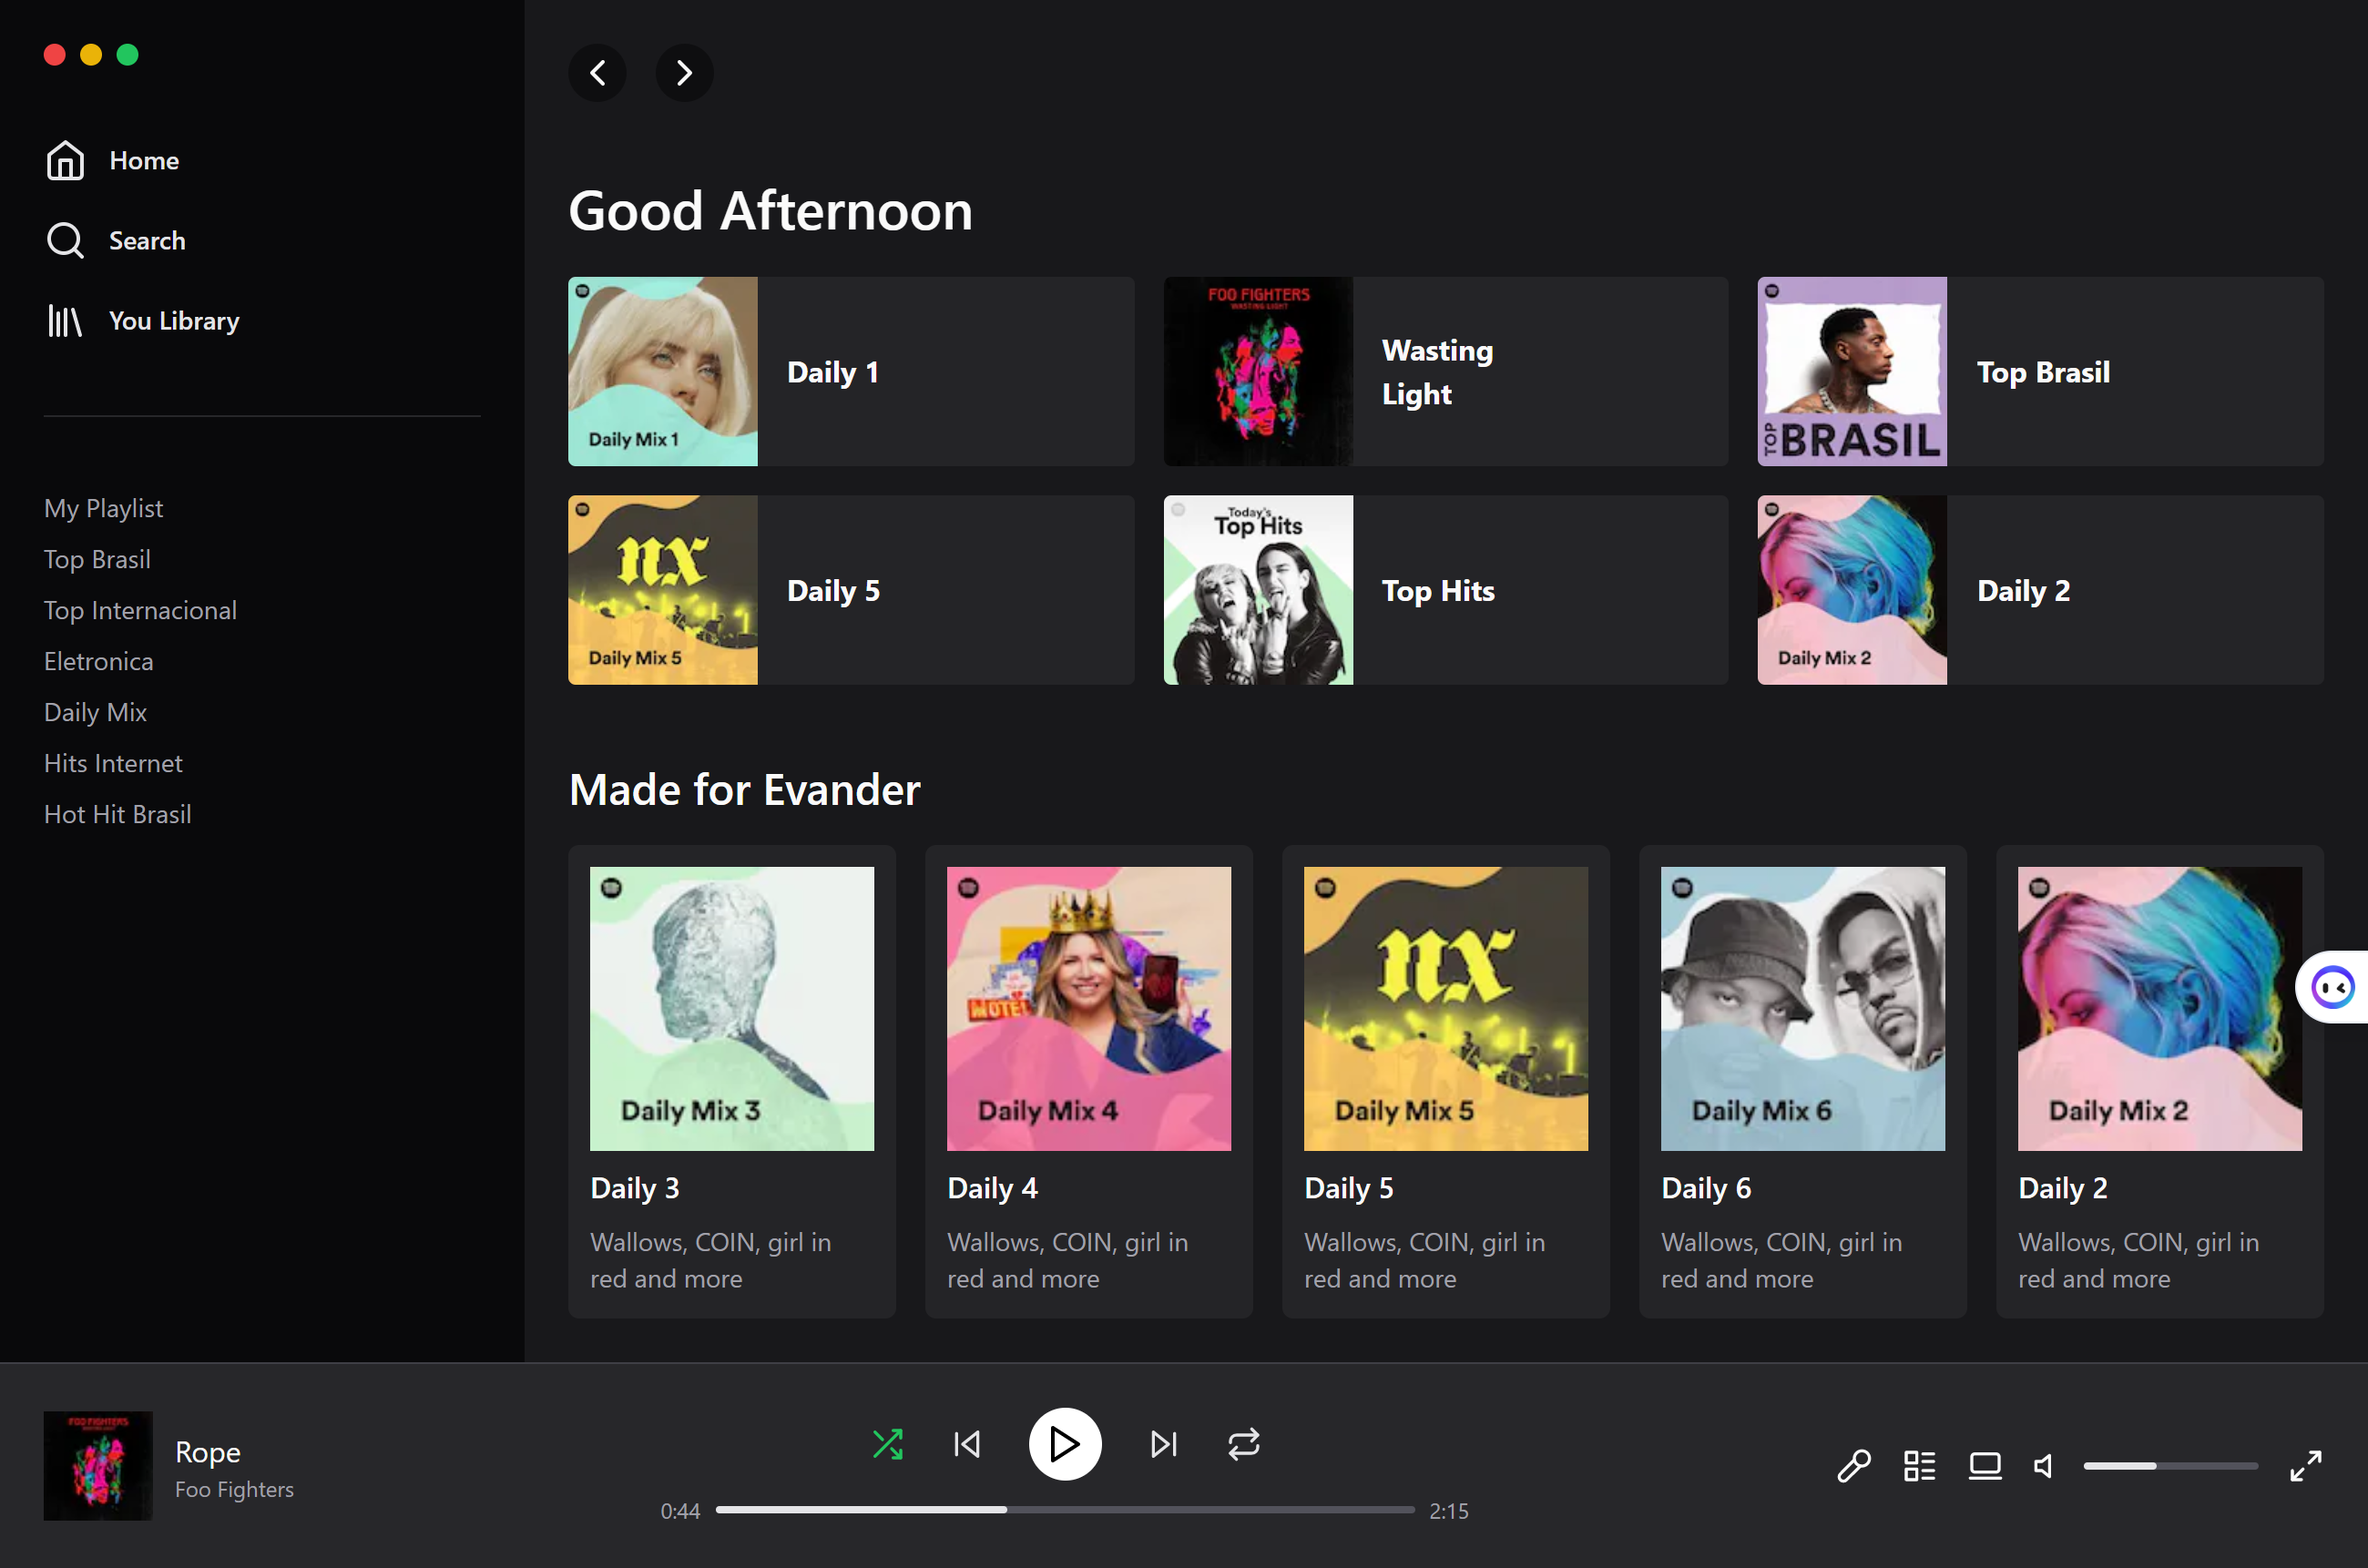 Home
Search
You Library
My Playlist
Top Brasil
Top Internacional
Eletronica
Daily Mix
Hits Internet
Hot Hit Brasil
Good Afternoon
Daily Mix 1
Daily 1
FOO FIGHTERS
WASTING LIGHT
Wasting
Light
TOP BRASIL
Top Brasil
nx
Daily Mix 5
Daily 5
Today's
Top Hits
Top Hits
Daily Mix 2
Daily 2
Made for Evander
Daily Mix 3
Daily 3
Wallows, COIN, girl in
red and more
MOTEL
Daily Mix 4
Daily 4
Wallows, COIN, girl in
red and more
nx
Daily Mix 5
Daily 5
Wallows, COIN, girl in
red and more
Daily Mix 6
Daily 6
Wallows, COIN, girl in
red and more
Daily Mix 2
Daily 2
Wallows, COIN, girl in
red and more
FOO FIGHTERS
Rope
Foo Fighters
0:44
2:15